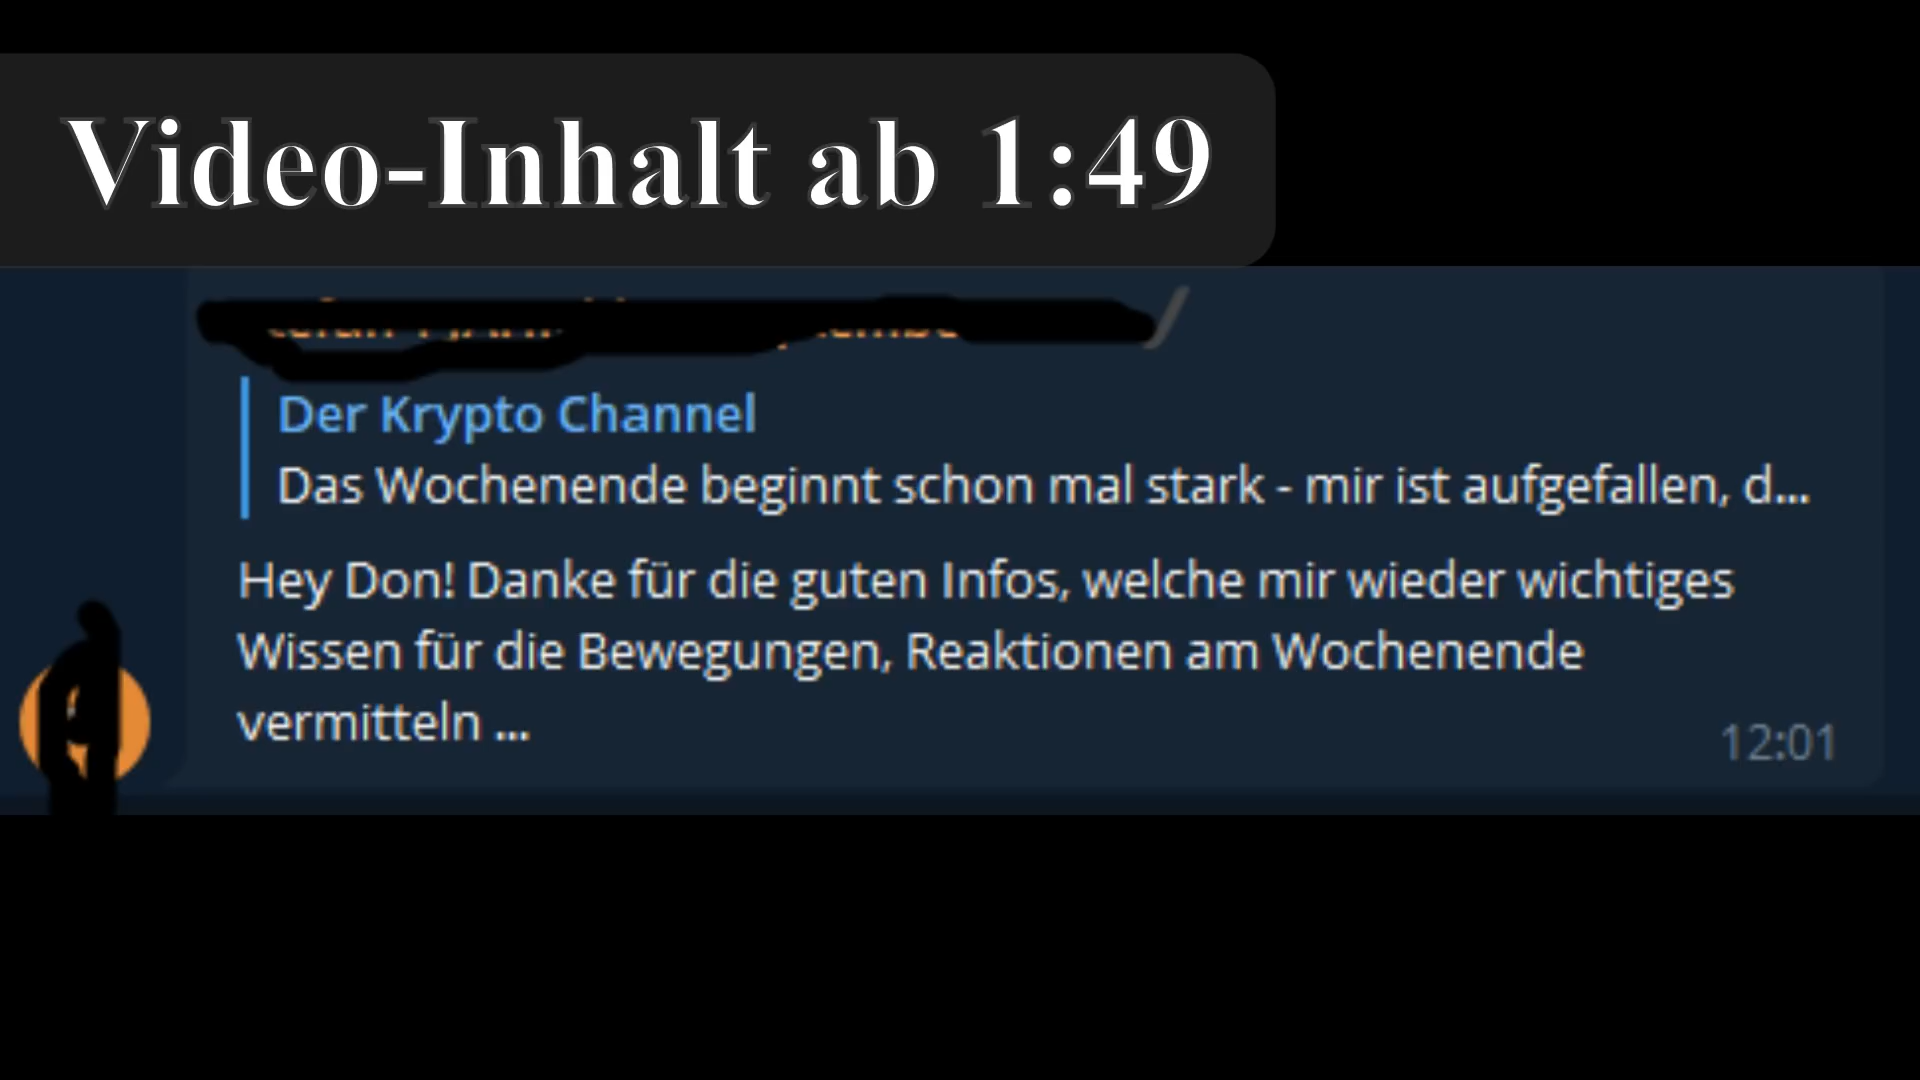 Video-Inhalt ab 1:49
Der Krypto Channel
Das Wochenende beginnt schon mal stark - mir ist aufgefallen, d...
Hey Don! Danke für die guten Infos, welche mir wieder wichtiges
Wissen für die Bewegungen, Reaktionen am Wochenende
vermitteln ...
12:01